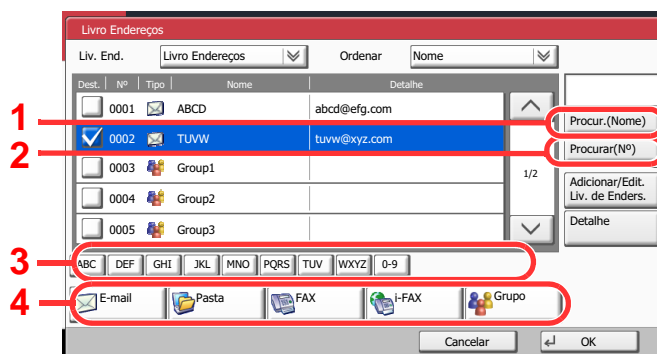 Livro Endereços
Liv. End. Livro Endereços Ordenar Nome
Dest. Nº Tipo Nome Detalhe
0001 ABCD abcd@efg.com
1 Procur.(Nome)
0002 TUVW tuvw@xyz.com
2 Procurar(Nº)
0003 Group1 1/2
Adicionar/Edit.
Liv. de Enders.
0004 Group2
Detalhe
0005 Group3
3 ABC DEF GHI JKL MNO PQRS TUV WXYZ 0-9
4 E-mail Pasta FAX i-FAX Grupo
Cancelar OK